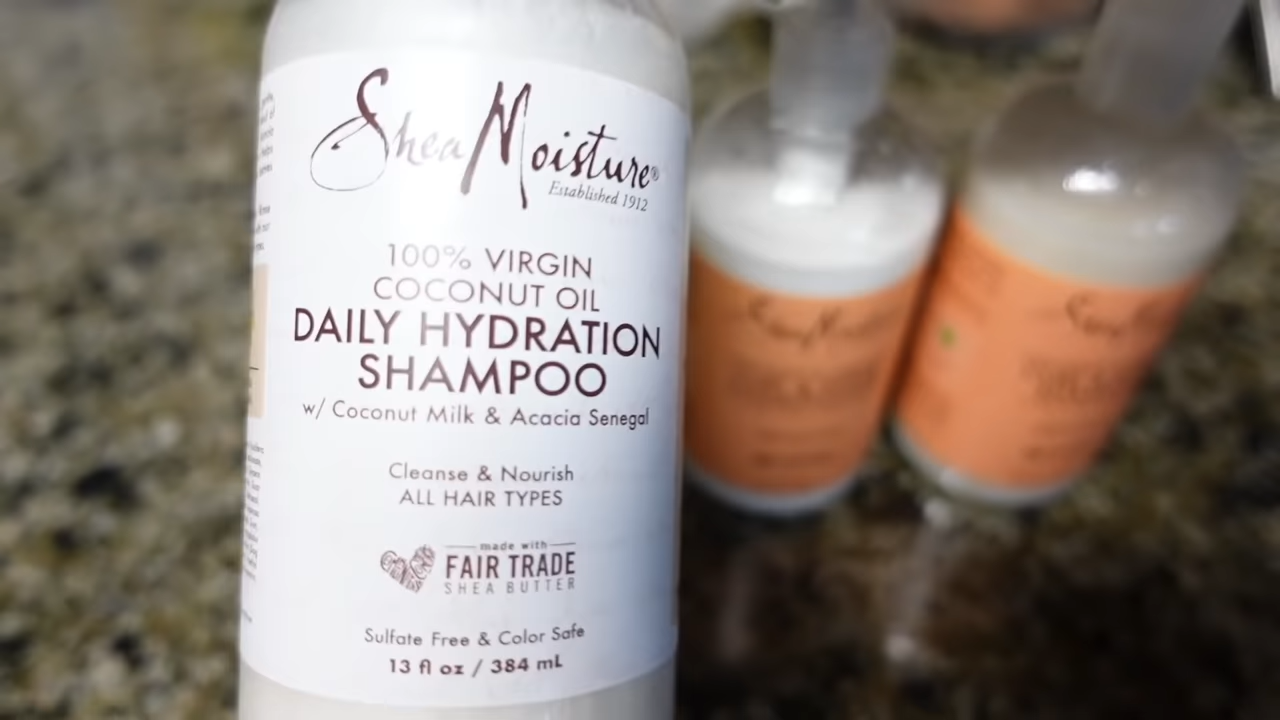 SheaMoisture®
Established 1912
100% VIRGIN
COCONUT OIL
DAILY HYDRATION
SHAMPOO
w/ Coconut Milk & Acacia Senegal
Cleanse & Nourish
ALL HAIR TYPES
made with
FAIR TRADE
SHEA BUTTER
Sulfate Free & Color Safe
13 fl oz / 384 mL